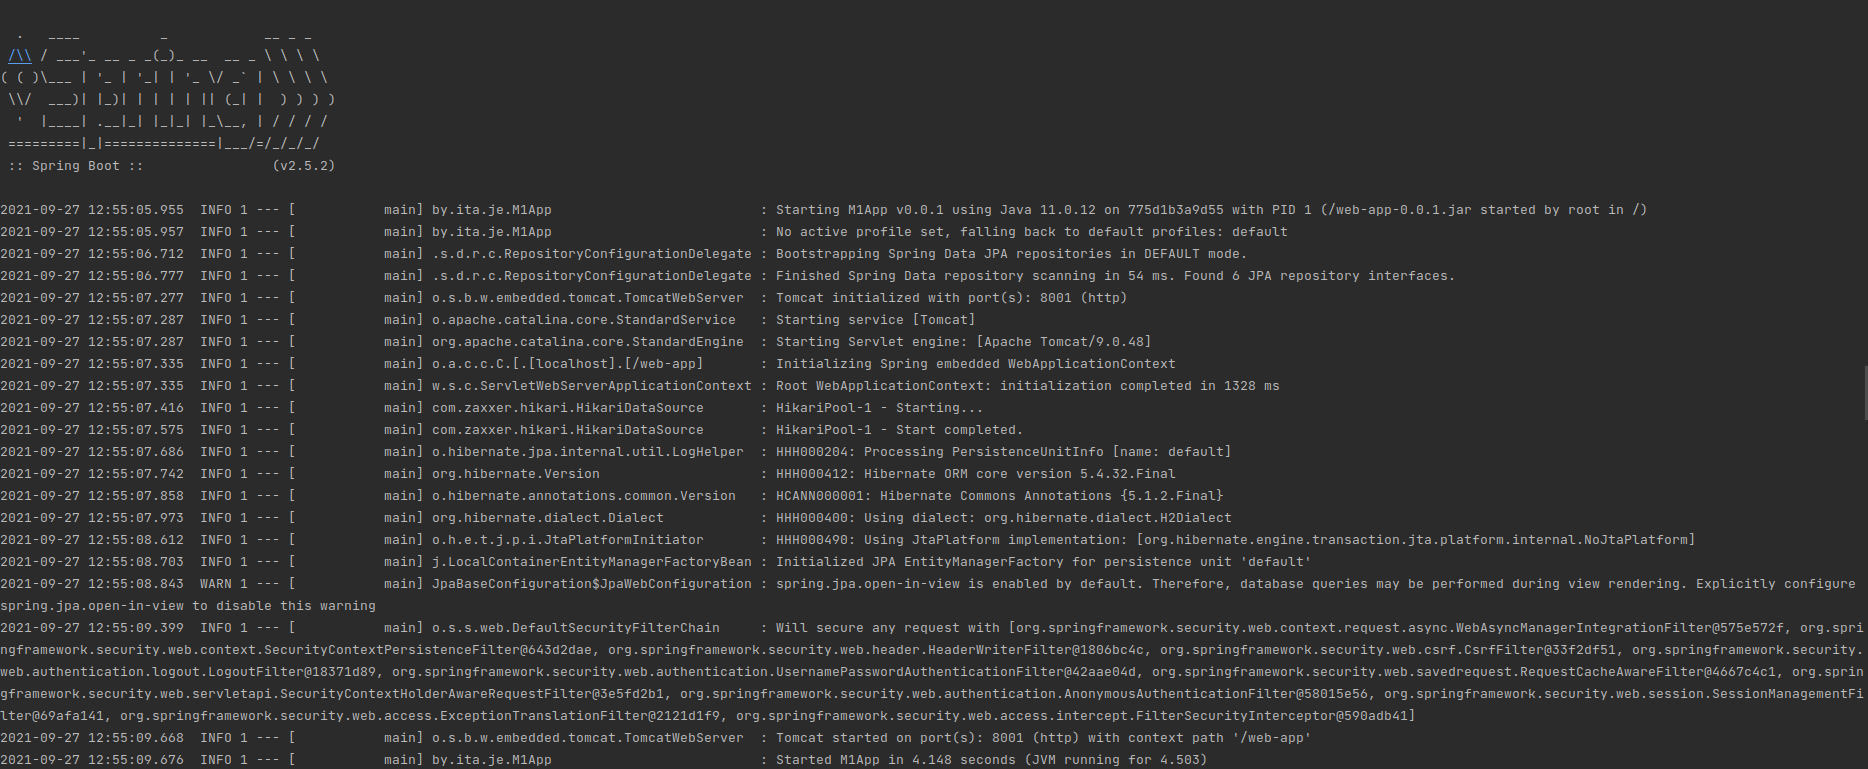 .   ____          _            __ _ _
 /\\ / ___'_ __ _ _(_)_ __  __ _ \ \ \ \
( ( )\___ | '_ | '_| | '_ \/ _` | \ \ \ \
 \\/  ___)| |_)| | | | | || (_| |  ) ) ) )
  '  |____| .__|_| |_|_| |_\__, | / / / /
 =========|_|==============|___/=/_/_/_/
 :: Spring Boot ::                (v2.5.2)
2021-09-27 12:55:05.955  INFO 1 --- [           main] by.ita.je.M1App                          : Starting M1App v0.0.1 using Java 11.0.12 on 775d1b3a9d55 with PID 1 (/web-app-0.0.1.jar started by root in /)
2021-09-27 12:55:05.957  INFO 1 --- [           main] by.ita.je.M1App                          : No active profile set, falling back to default profiles: default
2021-09-27 12:55:06.712  INFO 1 --- [           main] .s.d.r.c.RepositoryConfigurationDelegate : Bootstrapping Spring Data JPA repositories in DEFAULT mode.
2021-09-27 12:55:06.777  INFO 1 --- [           main] .s.d.r.c.RepositoryConfigurationDelegate : Finished Spring Data repository scanning in 54 ms. Found 6 JPA repository interfaces.
2021-09-27 12:55:07.277  INFO 1 --- [           main] o.s.b.w.embedded.tomcat.TomcatWebServer  : Tomcat initialized with port(s): 8001 (http)
2021-09-27 12:55:07.287  INFO 1 --- [           main] o.apache.catalina.core.StandardService   : Starting service [Tomcat]
2021-09-27 12:55:07.287  INFO 1 --- [           main] org.apache.catalina.core.StandardEngine  : Starting Servlet engine: [Apache Tomcat/9.0.48]
2021-09-27 12:55:07.335  INFO 1 --- [           main] o.a.c.c.C.[.[localhost].[/web-app]       : Initializing Spring embedded WebApplicationContext
2021-09-27 12:55:07.335  INFO 1 --- [           main] w.s.c.ServletWebServerApplicationContext : Root WebApplicationContext: initialization completed in 1328 ms
2021-09-27 12:55:07.416  INFO 1 --- [           main] com.zaxxer.hikari.HikariDataSource       : HikariPool-1 - Starting...
2021-09-27 12:55:07.575  INFO 1 --- [           main] com.zaxxer.hikari.HikariDataSource       : HikariPool-1 - Start completed.
2021-09-27 12:55:07.686  INFO 1 --- [           main] o.hibernate.jpa.internal.util.LogHelper  : HHH000204: Processing PersistenceUnitInfo [name: default]
2021-09-27 12:55:07.742  INFO 1 --- [           main] org.hibernate.Version                    : HHH000412: Hibernate ORM core version 5.4.32.Final
2021-09-27 12:55:07.858  INFO 1 --- [           main] o.hibernate.annotations.common.Version   : HCANN000001: Hibernate Commons Annotations {5.1.2.Final}
2021-09-27 12:55:07.973  INFO 1 --- [           main] org.hibernate.dialect.Dialect            : HHH000400: Using dialect: org.hibernate.dialect.H2Dialect
2021-09-27 12:55:08.612  INFO 1 --- [           main] o.h.e.t.j.p.i.JtaPlatformInitiator       : HHH000490: Using JtaPlatform implementation: [org.hibernate.engine.transaction.jta.platform.internal.NoJtaPlatform]
2021-09-27 12:55:08.703  INFO 1 --- [           main] j.LocalContainerEntityManagerFactoryBean : Initialized JPA EntityManagerFactory for persistence unit 'default'
2021-09-27 12:55:08.843  WARN 1 --- [           main] JpaBaseConfiguration$JpaWebConfiguration : spring.jpa.open-in-view is enabled by default. Therefore, database queries may be performed during view rendering. Explicitly configure
spring.jpa.open-in-view to disable this warning
2021-09-27 12:55:09.399  INFO 1 --- [           main] o.s.s.web.DefaultSecurityFilterChain     : Will secure any request with [org.springframework.security.web.context.request.async.WebAsyncManagerIntegrationFilter@575e572f, org.spri
ngframework.security.web.context.SecurityContextPersistenceFilter@643d2dae, org.springframework.security.web.header.HeaderWriterFilter@1806bc4c, org.springframework.security.web.csrf.CsrfFilter@33f2df51, org.springframework.security.
web.authentication.logout.LogoutFilter@18371d89, org.springframework.security.web.authentication.UsernamePasswordAuthenticationFilter@42aae04d, org.springframework.security.web.savedrequest.RequestCacheAwareFilter@4667c4c1, org.sprin
gframework.security.web.servletapi.SecurityContextHolderAwareRequestFilter@3e5fd2b1, org.springframework.security.web.authentication.AnonymousAuthenticationFilter@58015e56, org.springframework.security.web.session.SessionManagementFi
lter@69afa141, org.springframework.security.web.access.ExceptionTranslationFilter@2121d1f9, org.springframework.security.web.access.intercept.FilterSecurityInterceptor@590adb41]
2021-09-27 12:55:09.668  INFO 1 --- [           main] o.s.b.w.embedded.tomcat.TomcatWebServer  : Tomcat started on port(s): 8001 (http) with context path '/web-app'
2021-09-27 12:55:09.676  INFO 1 --- [           main] by.ita.je.M1App                          : Started M1App in 4.148 seconds (JVM running for 4.503)